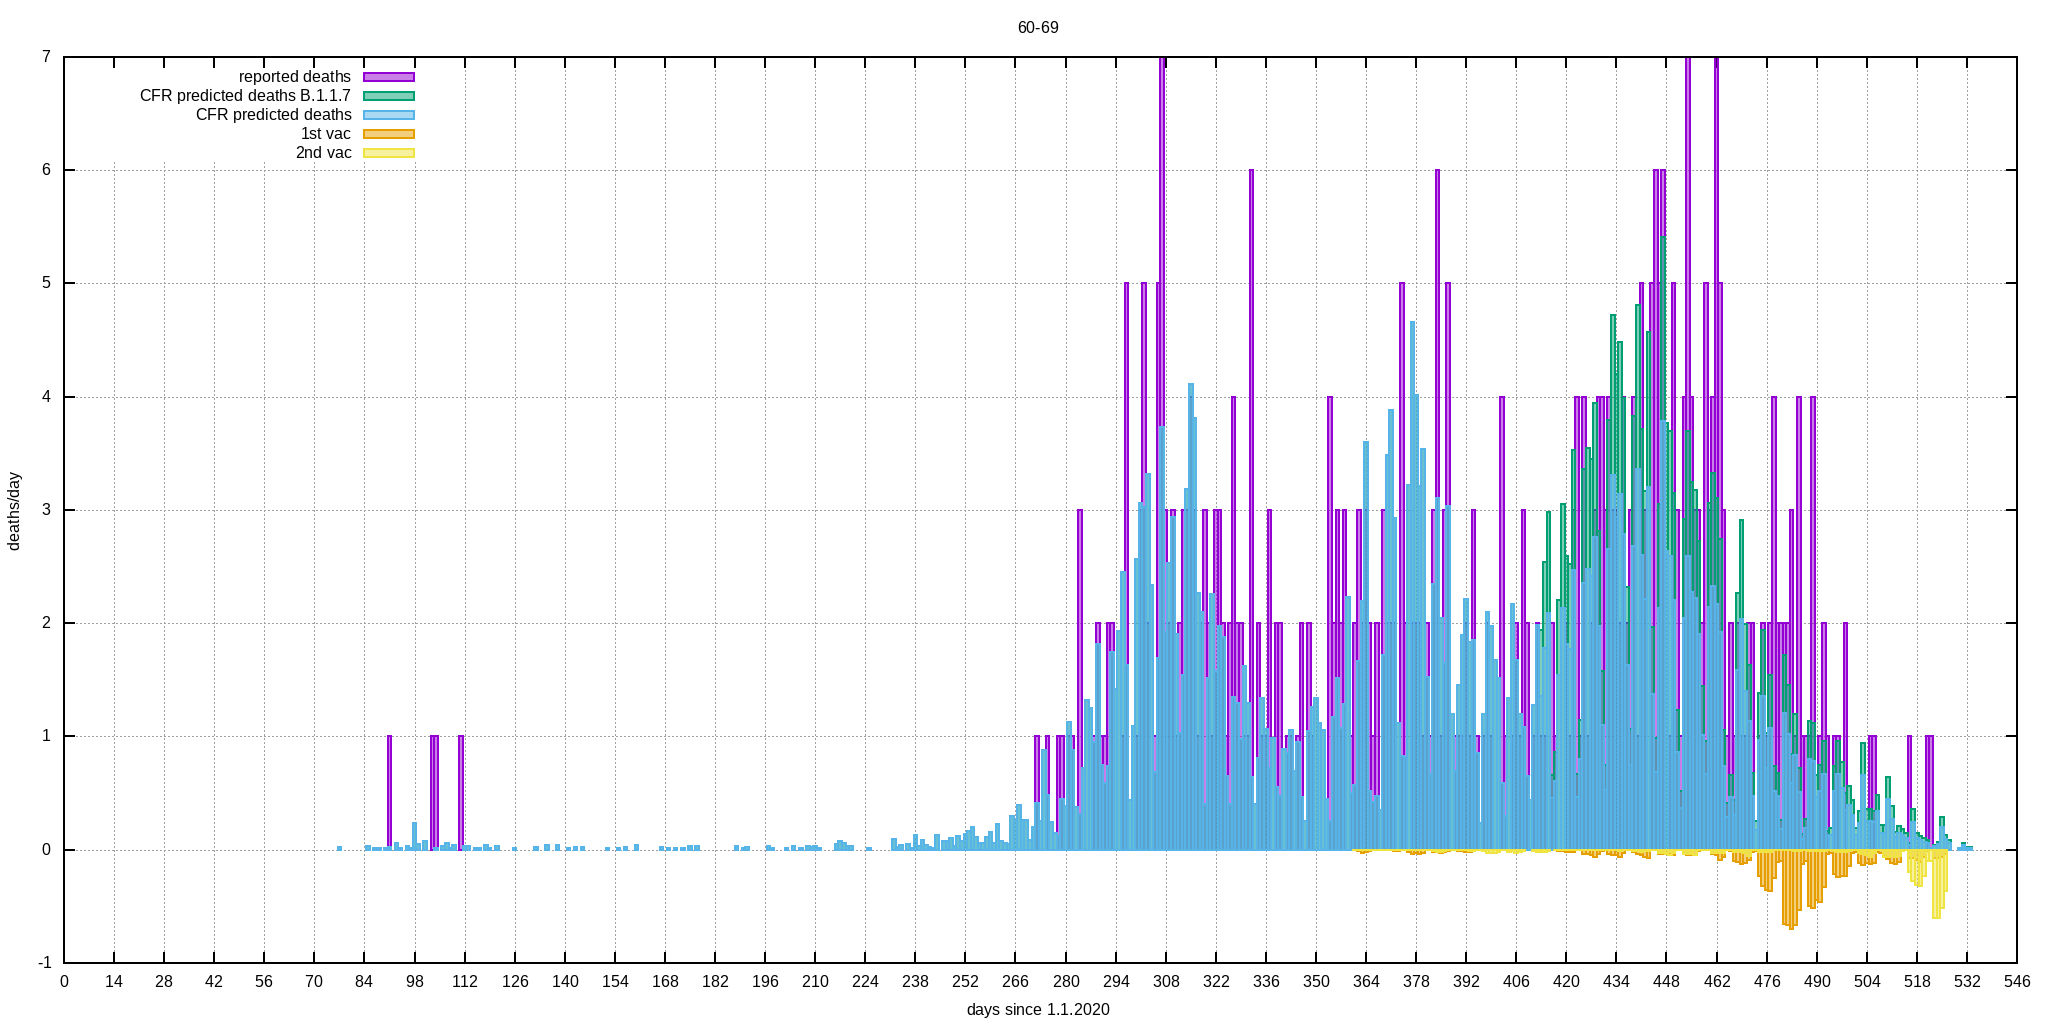 60-69
7
reported deaths
CFR predicted deaths B.1.1.7
CFR predicted deaths
1st vac
2nd vac
6
5
4
3
2
1
0
-1
deaths/day
0 14 28 42 56 70 84 98 112 126 140 154 168 182 196 210 224 238 252 266 280 294 308 322 336 350 364 378 392 406 420 434 448 462 476 490 504 518 532 546
days since 1.1.2020